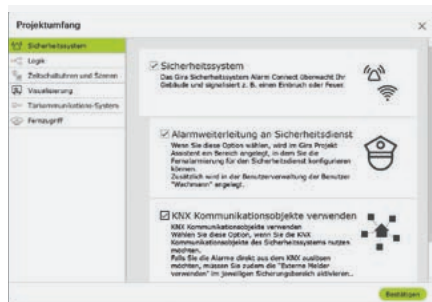 Projektumfang
Sicherheitssystem
Logik
Zeitschaltuhren und Szenen
Visualisierung
Türkommunikations-System
Fernzugriff
Sicherheitssystem
Das Gira Sicherheitssystem Alarm Connect überwacht Ihr
Gebäude und signalisiert z. B. einen Einbruch oder Feuer.
Alarmweiterleitung an Sicherheitsdienst
Wenn Sie diese Option wählen, wird im Gira Projekt
Assistent ein Bereich angelegt, in dem Sie die
Fernalarmierung für den Sicherheitsdienst konfigurieren
können.
Zusätzlich wird in der Benutzerverwaltung der Benutzer
"Wachmann" angelegt.
KNX Kommunikationsobjekte verwenden
KNX Kommunikationsobjekte verwenden
Wählen Sie diese Option, wenn Sie die KNX
Kommunikationsobjekte des Sicherheitssystems nutzen
möchten.
Falls Sie die Alarme direkt aus dem KNX auslösen
möchten, müssen Sie zudem die "Externe Melder
verwenden" im jeweiligen Sicherungsbereich aktivieren..
Bestätigen